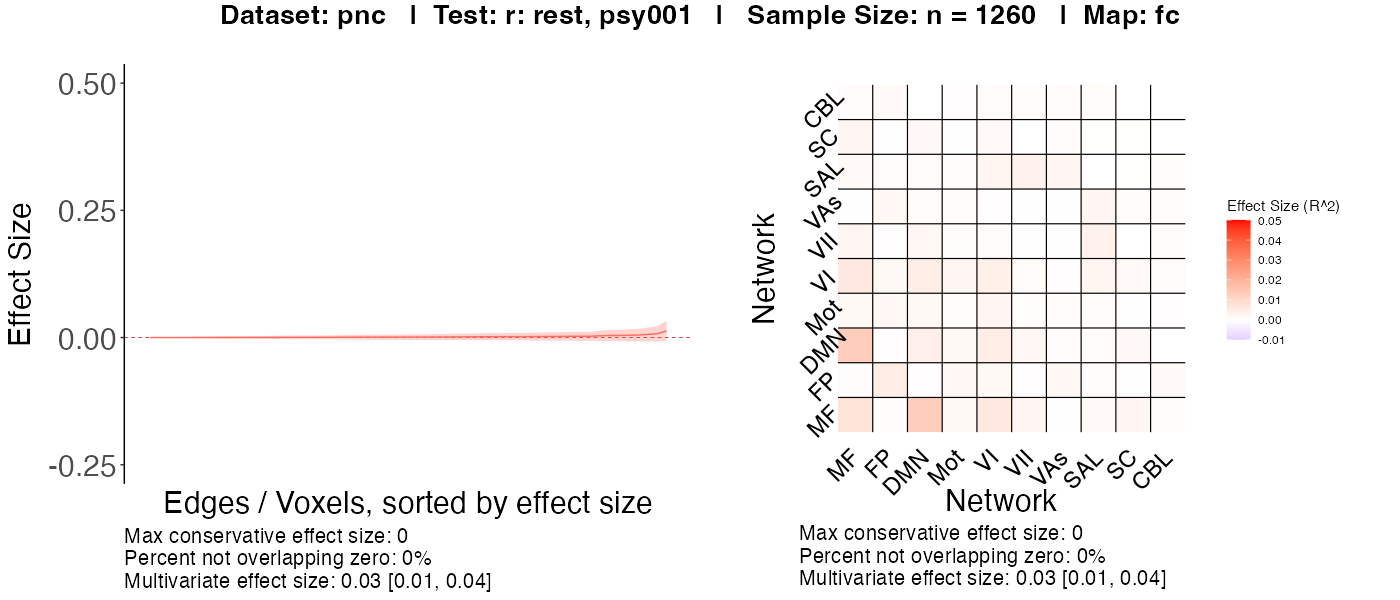 Dataset: pnc | Test: r: rest, psy001 | Sample Size: n = 1260 | Map: fc
Effect Size
0.50
0.25
0.00
-0.25
Edges / Voxels, sorted by effect size
Max conservative effect size: 0
Percent not overlapping zero: 0%
Multivariate effect size: 0.03 [0.01, 0.04]
Network
CBL
SC
SAL
VAs
VII
VI
Mot
DMN
FP
MF
MF FP DMN Mot VI VII VAs SAL SC CBL
Network
Max conservative effect size: 0
Percent not overlapping zero: 0%
Multivariate effect size: 0.03 [0.01, 0.04]
Effect Size (R^2)
0.05
0.04
0.03
0.02
0.01
0.00
-0.01